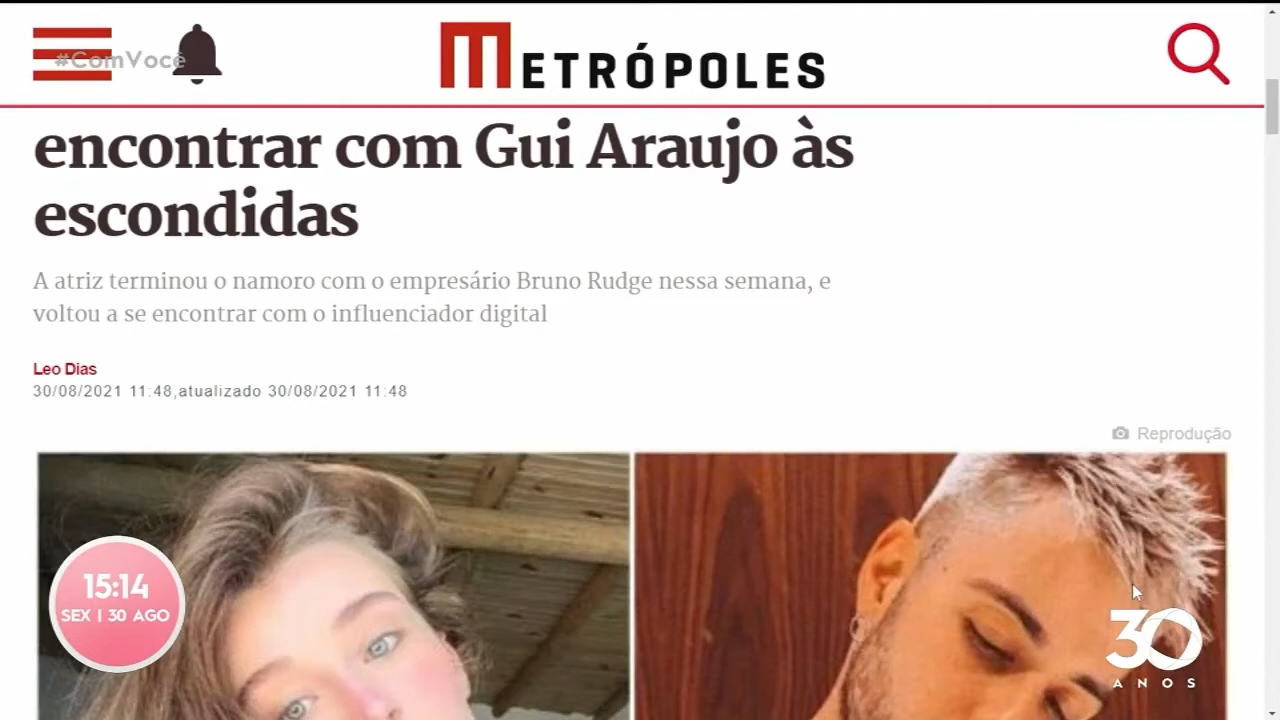 #ComVocê
METRÓPOLES
encontrar com Gui Araujo às
escondidas
A atriz terminou o namoro com o empresário Bruno Rudge nessa semana, e
voltou a se encontrar com o influenciador digital
Leo Dias
30/08/2021 11:48,atualizado 30/08/2021 11:48
Reprodução
15:14
SEX | 30 AGO
30
ANOS